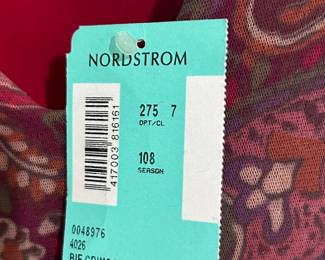 NORDSTROM
275 7
DPT/CL
108
SEASON
417003 816161
0048976
4026